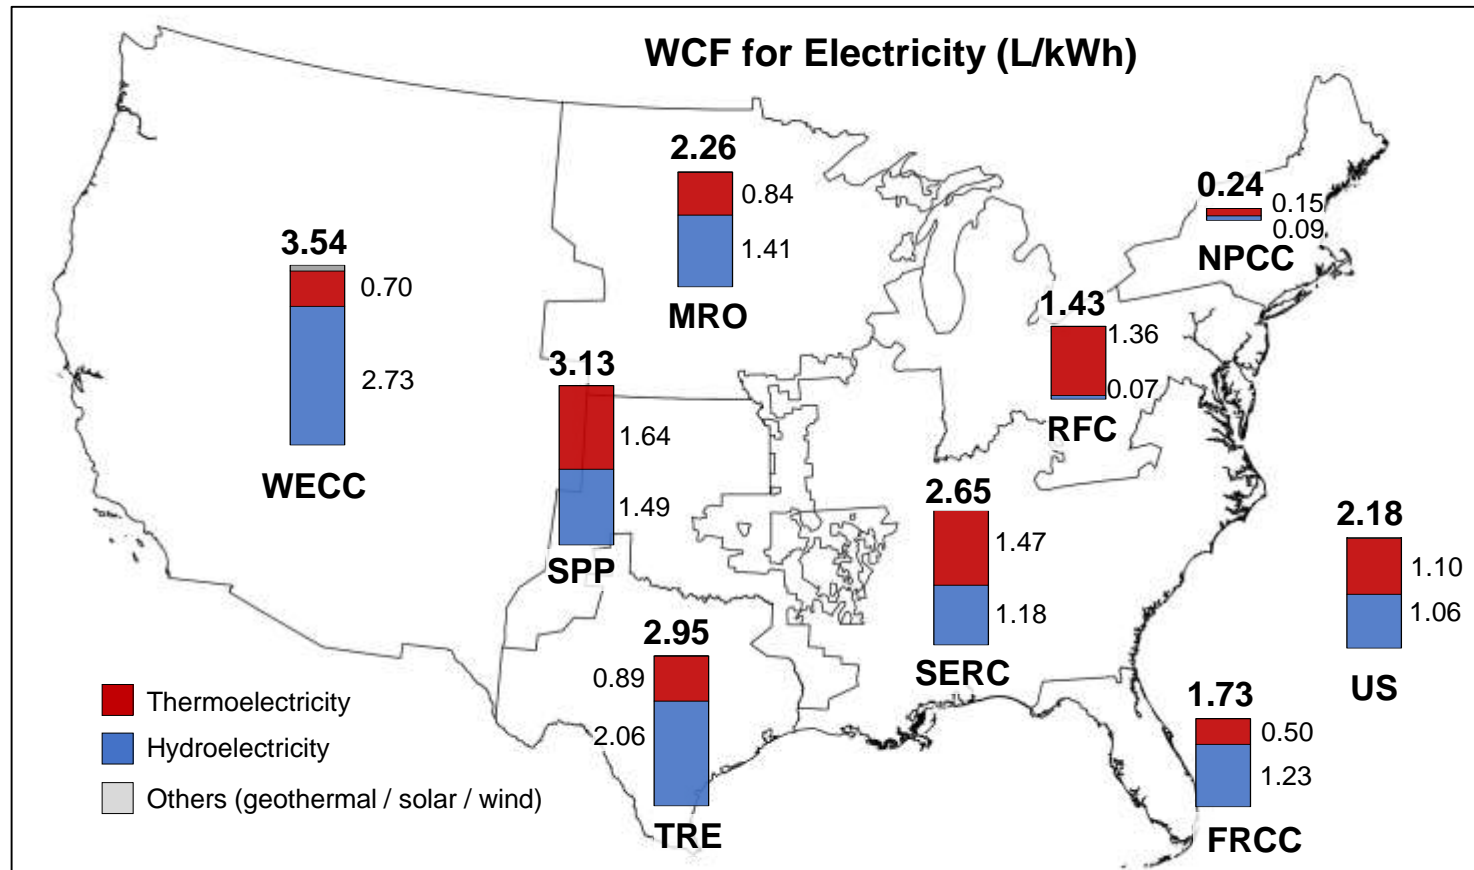 WCF for Electricity (L/kWh)
2.26
0.84
1.41
MRO
0.24
0.15
0.09
NPCC
3.54
0.70
2.73
WECC
1.43
1.36
0.07
RFC
3.13
1.64
1.49
SPP
2.65
1.47
1.18
SERC
2.18
1.10
1.06
US
2.95
0.89
2.06
TRE
1.73
0.50
1.23
FRCC
Thermoelectricity
Hydroelectricity
Others (geothermal / solar / wind)